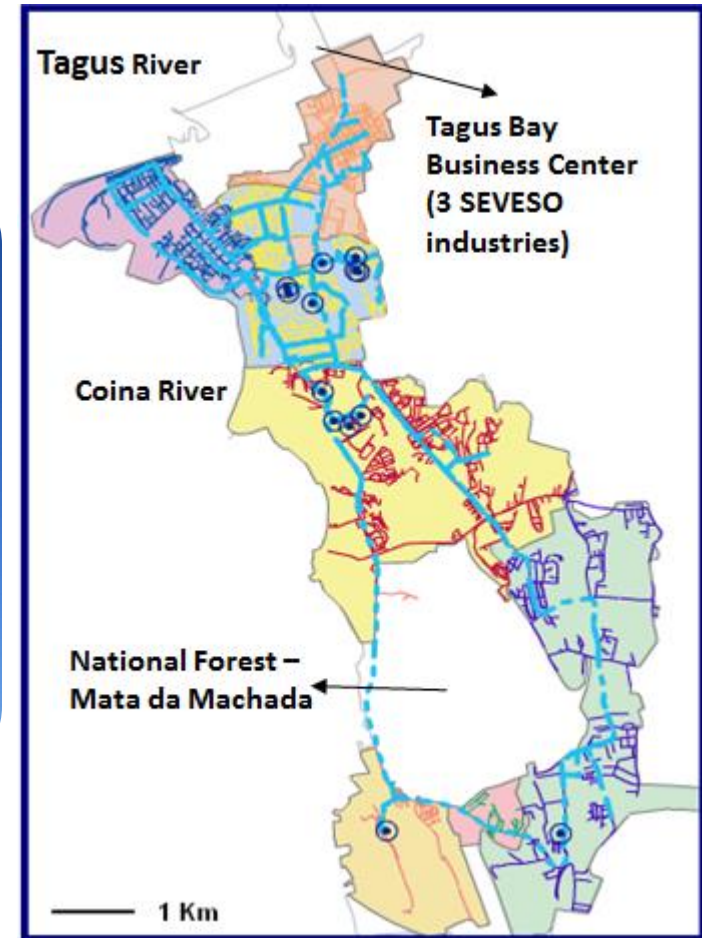 Tagus River
Tagus Bay
Business Center
(3 SEVESO
industries)
Coina River
National Forest –
Mata da Machada
1 Km